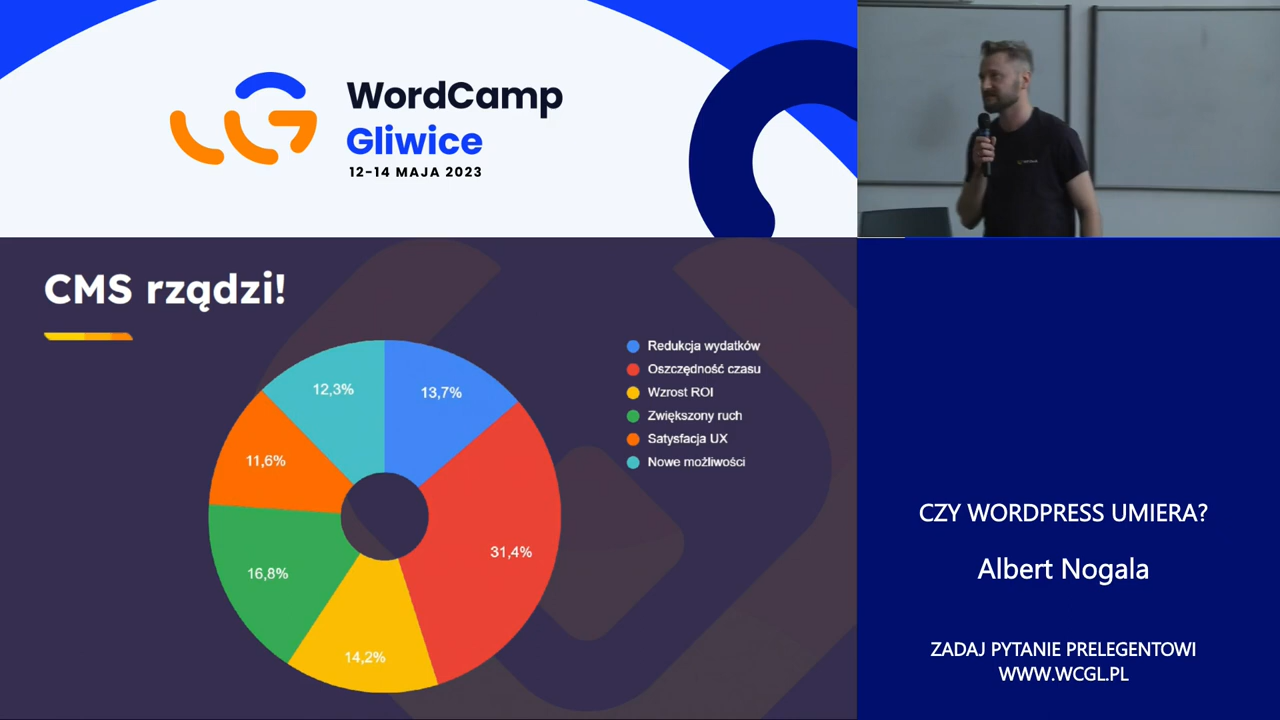 WordCamp
Gliwice
12-14 MAJA 2023
CMS rządzi!
12,3%
13,7%
11,6%
31,4%
16,8%
14,2%
Redukcja wydatków
Oszczędność czasu
Wzrost ROI
Zwiększony ruch
Satysfacja UX
Nowe możliwości
CZY WORDPRESS UMIERA?
Albert Nogala
ZADAJ PYTANIE PRELEGENTOWI
WWW.WCGL.PL